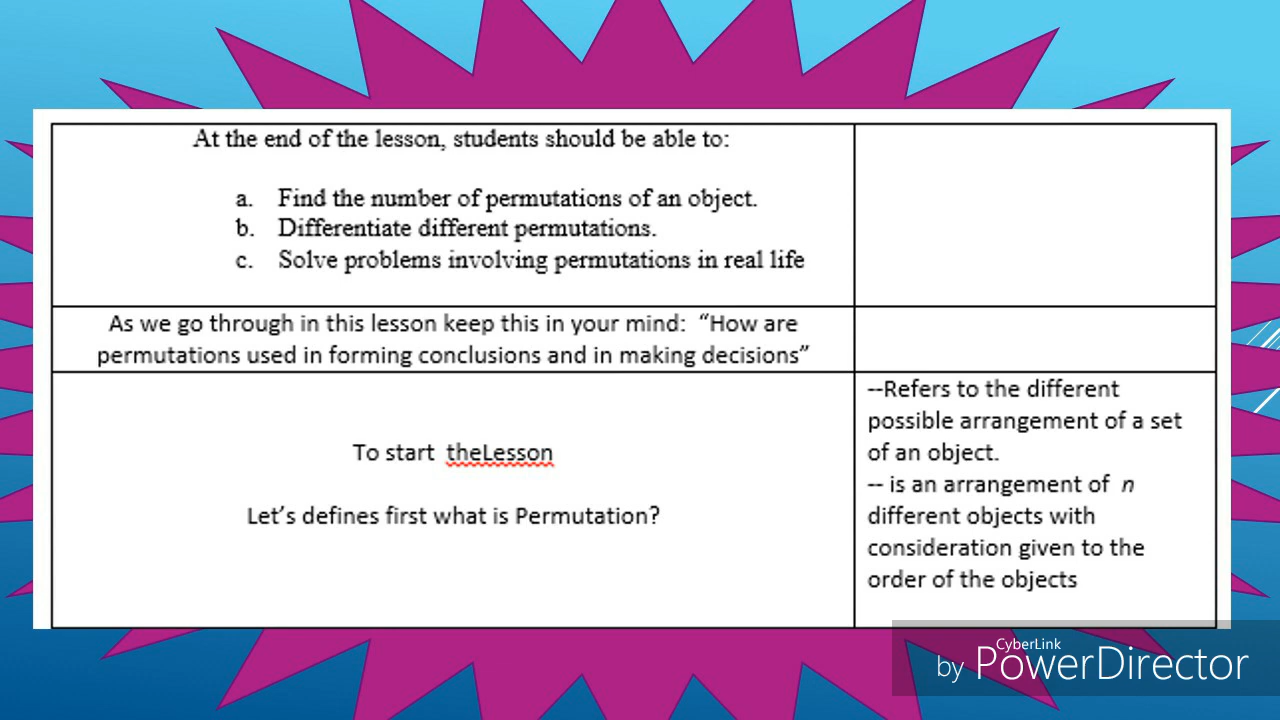 At the end of the lesson, students should be able to:
a. Find the number of permutations of an object.
b. Differentiate different permutations.
c. Solve problems involving permutations in real life
As we go through in this lesson keep this in your mind: “How are
permutations used in forming conclusions and in making decisions”
To start theLesson
Let’s defines first what is Permutation?
--Refers to the different
possible arrangement of a set
of an object.
-- is an arrangement of n
different objects with
consideration given to the
order of the objects
CyberLink
by PowerDirector